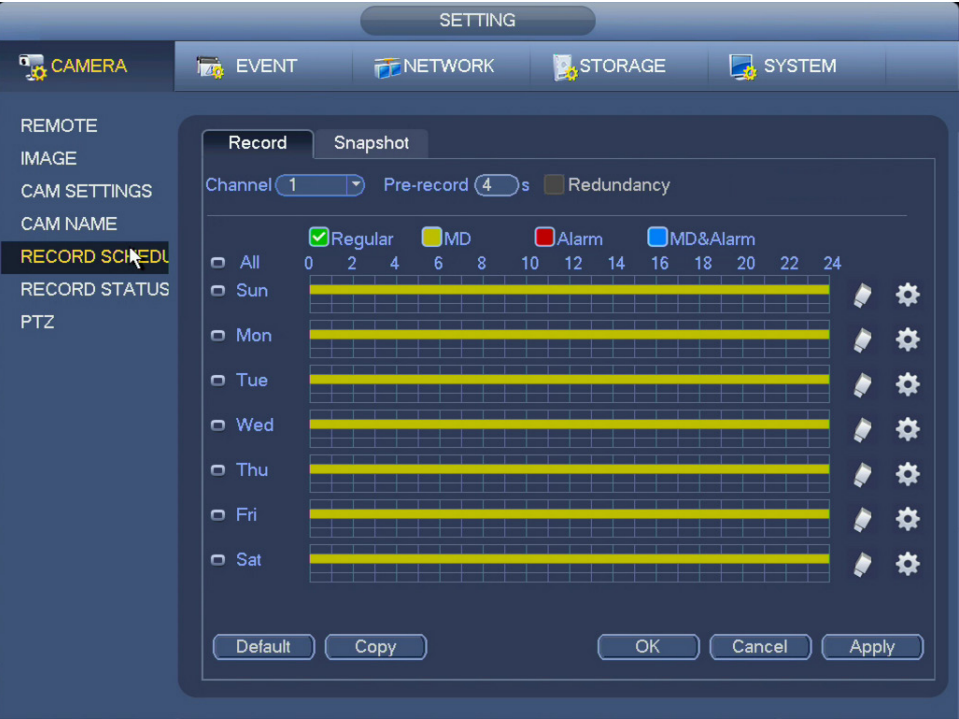 SETTING
CAMERA EVENT NETWORK STORAGE SYSTEM
REMOTE
IMAGE
CAM SETTINGS
CAM NAME
RECORD SCHEDU
RECORD STATUS
PTZ
Record Snapshot
Channel 1 Pre-record 4 s Redundancy
Regular MD Alarm MD&Alarm
All 0 2 4 6 8 10 12 14 16 18 20 22 24
Sun
Mon
Tue
Wed
Thu
Fri
Sat
Default Copy OK Cancel Apply